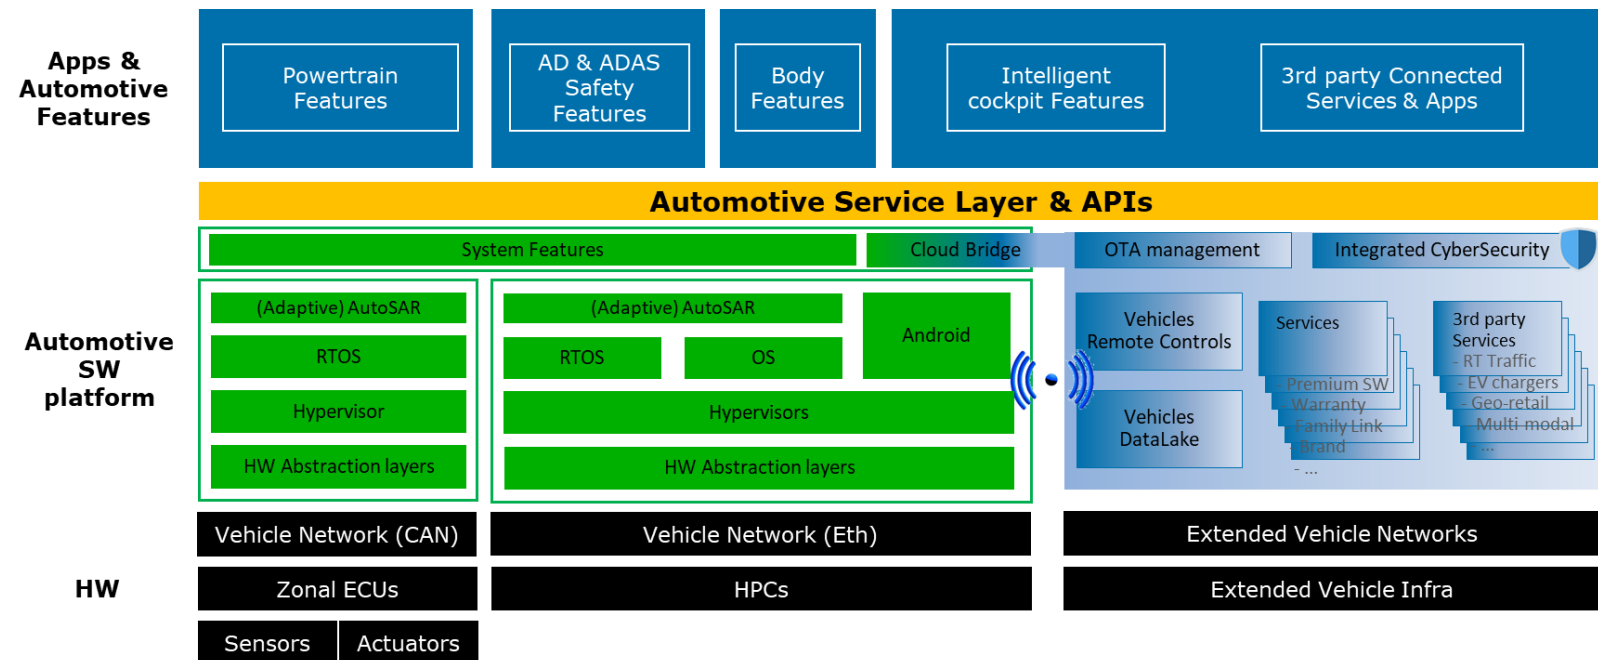 Apps &
Automotive
Features
Powertrain
Features
AD & ADAS
Safety
Features
Body
Features
Intelligent
cockpit Features
3rd party Connected
Services & Apps
Automotive Service Layer & APIs
Automotive
SW
platform
System Features
Cloud Bridge
OTA management
Integrated CyberSecurity
(Adaptive) AutoSAR
RTOS
Hypervisor
HW Abstraction layers
(Adaptive) AutoSAR
RTOS
OS
Android
Hypervisors
HW Abstraction layers
Vehicles
Remote Controls
Vehicles
DataLake
Services
- Premium SW
- Warranty
- Family Link
- Brand
- ...
3rd party
Services
- RT Traffic
- EV chargers
- Geo-retail
- Multi modal
- ...
HW
Vehicle Network (CAN)
Vehicle Network (Eth)
Extended Vehicle Networks
Zonal ECUs
HPCs
Extended Vehicle Infra
Sensors
Actuators